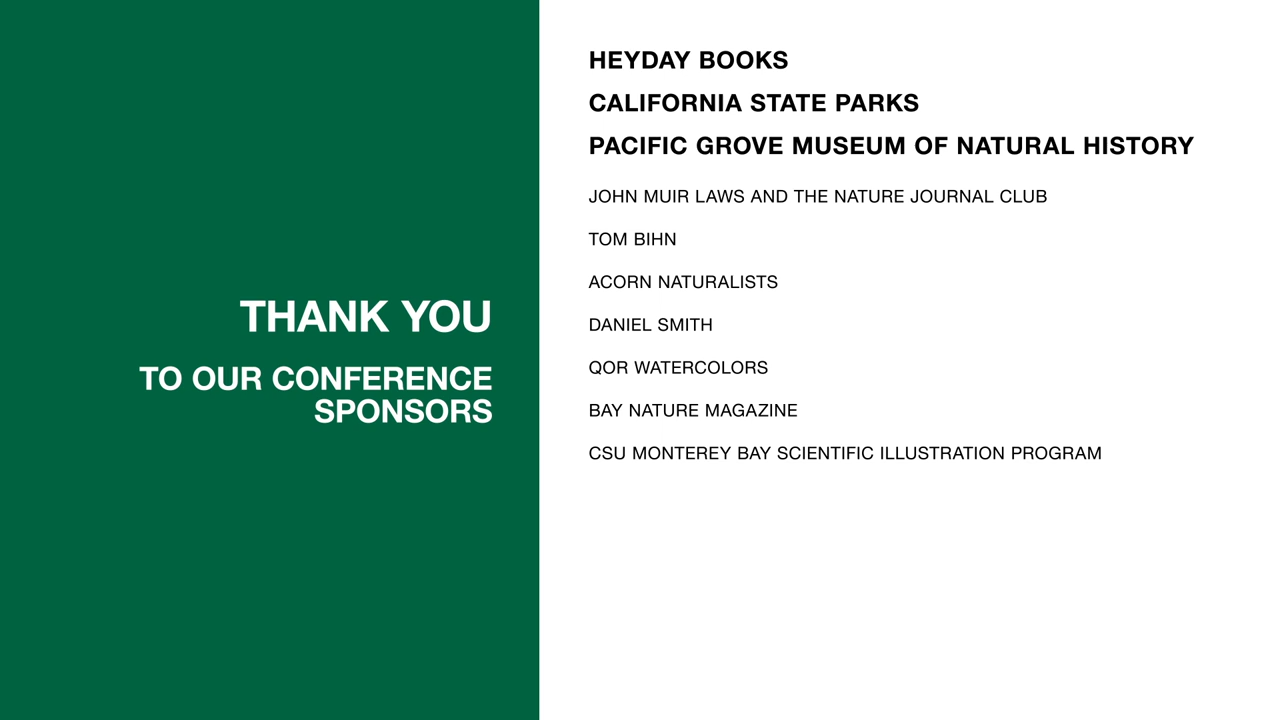 THANK YOU
TO OUR CONFERENCE
SPONSORS
HEYDAY BOOKS
CALIFORNIA STATE PARKS
PACIFIC GROVE MUSEUM OF NATURAL HISTORY
JOHN MUIR LAWS AND THE NATURE JOURNAL CLUB
TOM BIHN
ACORN NATURALISTS
DANIEL SMITH
QOR WATERCOLORS
BAY NATURE MAGAZINE
CSU MONTEREY BAY SCIENTIFIC ILLUSTRATION PROGRAM